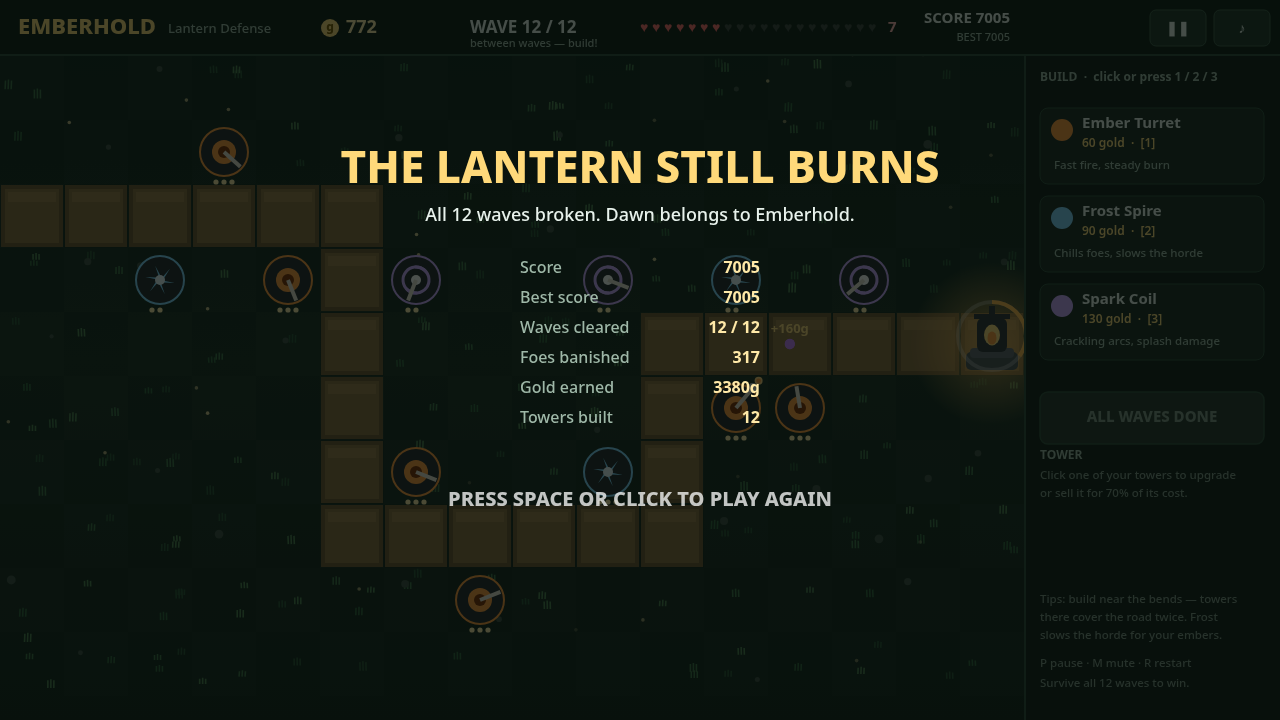 EMBERHOLD Lantern Defense
g 772
WAVE 12 / 12
between waves — build!
7
SCORE 7005
BEST 7005
BUILD · click or press 1 / 2 / 3
Ember Turret
60 gold · [1]
Fast fire, steady burn
Frost Spire
90 gold · [2]
Chills foes, slows the horde
Spark Coil
130 gold · [3]
Crackling arcs, splash damage
ALL WAVES DONE
TOWER
Click one of your towers to upgrade
or sell it for 70% of its cost.
Tips: build near the bends — towers
there cover the road twice. Frost
slows the horde for your embers.
P pause · M mute · R restart
Survive all 12 waves to win.
THE LANTERN STILL BURNS
All 12 waves broken. Dawn belongs to Emberhold.
Score 7005
Best score 7005
Waves cleared 12 / 12
+160g
Foes banished 317
Gold earned 3380g
Towers built 12
PRESS SPACE OR CLICK TO PLAY AGAIN